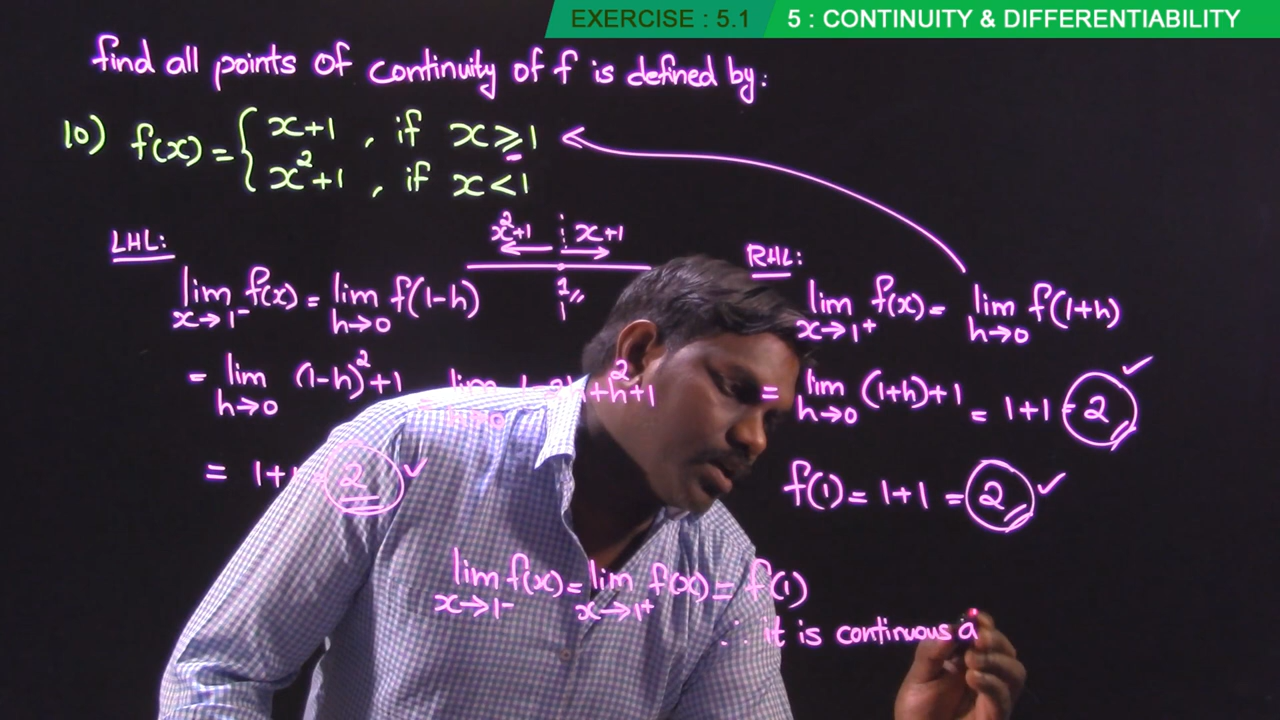 EXERCISE : 5.1 5 : CONTINUITY & DIFFERENTIABILITY
find all points of continuity of f is defined by:
10) f(x) = { x+1 , if x ≥ 1
x²+1 , if x < 1
x²+1 x+1
1
LHL:
lim x→1⁻ f(x) = lim h→0 f(1-h)
= lim h→0 (1-h)²+1 = lim +h²+1
= 1+ 2 ✓
RHL:
lim x→1⁺ f(x) = lim h→0 f(1+h)
= lim h→0 (1+h)+1 = 1+1 = 2 ✓
f(1) = 1+1 = 2 ✓
lim x→1⁻ f(x) = lim x→1⁺ f(x) = f(1)
∴ it is continuous a